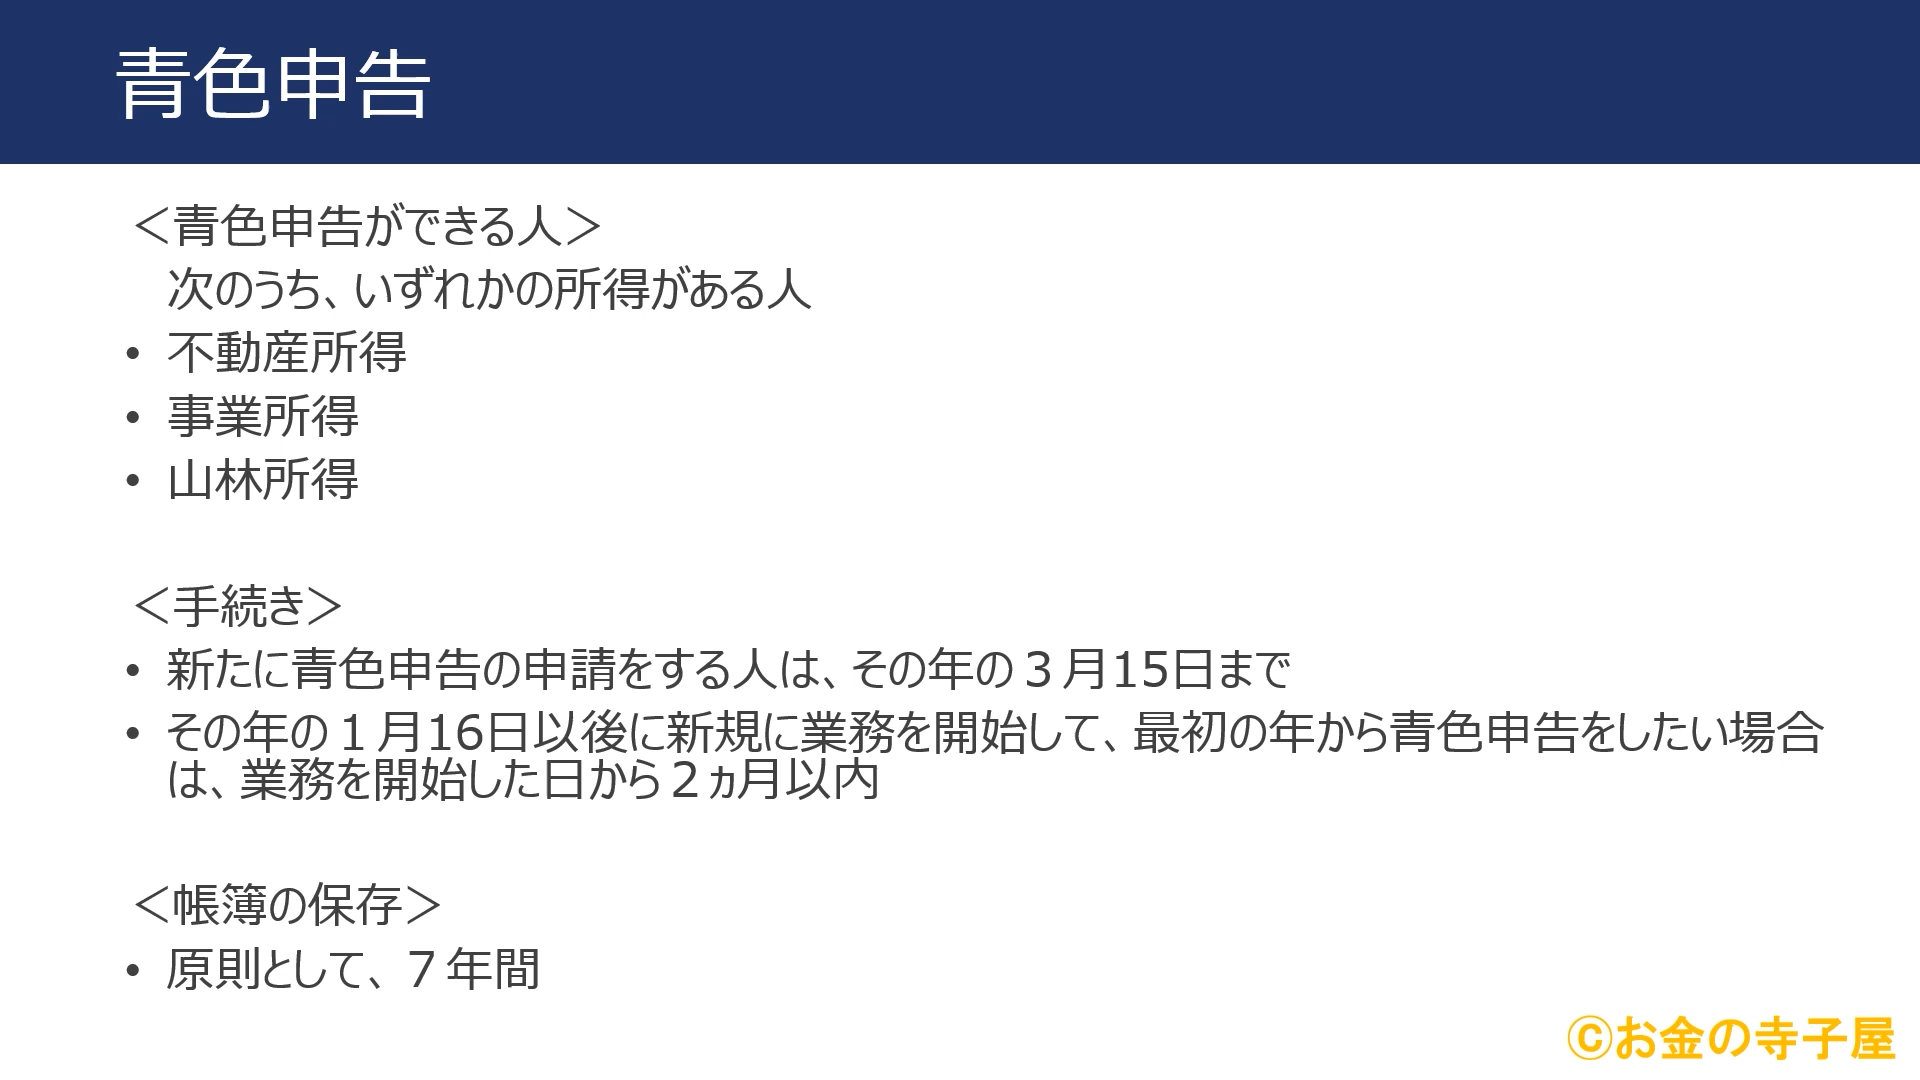 青色申告
＜青色申告ができる人＞
次のうち、いずれかの所得がある人
• 不動産所得
• 事業所得
• 山林所得
＜手続き＞
• 新たに青色申告の申請をする人は、その年の３月15日まで
• その年の１月16日以後に新規に業務を開始して、最初の年から青色申告をしたい場合
は、業務を開始した日から２ヵ月以内
＜帳簿の保存＞
• 原則として、７年間
©お金の寺子屋